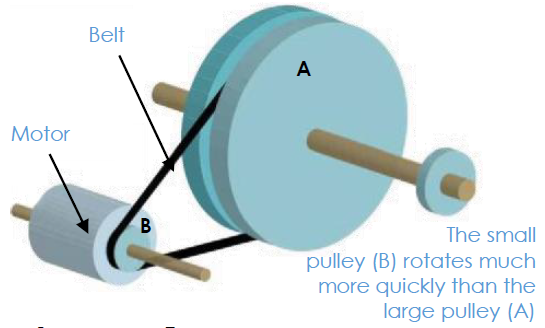 Belt
A
Motor
B
The small
pulley (B) rotates much
more quickly than the
large pulley (A)